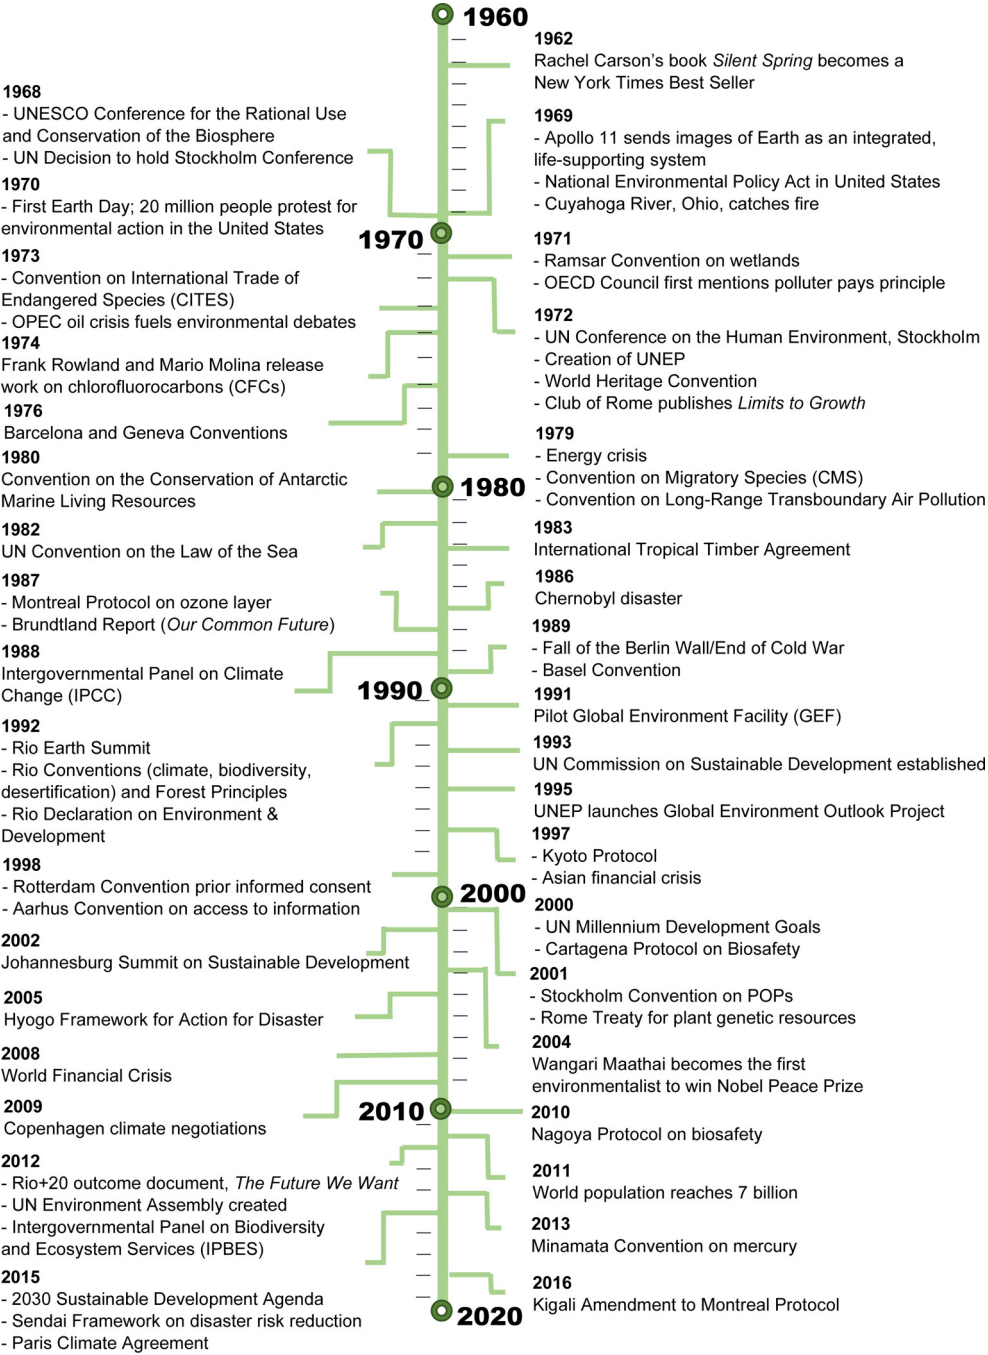 1960
1962
Rachel Carson's book Silent Spring becomes a
New York Times Best Seller
1968
- UNESCO Conference for the Rational Use
and Conservation of the Biosphere
- UN Decision to hold Stockholm Conference
1969
- Apollo 11 sends images of Earth as an integrated,
life-supporting system
- National Environmental Policy Act in United States
- Cuyahoga River, Ohio, catches fire
1970
- First Earth Day; 20 million people protest for
environmental action in the United States
1970
1971
- Ramsar Convention on wetlands
- OECD Council first mentions polluter pays principle
1973
- Convention on International Trade of
Endangered Species (CITES)
- OPEC oil crisis fuels environmental debates
1972
- UN Conference on the Human Environment, Stockholm
- Creation of UNEP
- World Heritage Convention
- Club of Rome publishes Limits to Growth
1974
Frank Rowland and Mario Molina release
work on chlorofluorocarbons (CFCs)
1976
Barcelona and Geneva Conventions
1979
- Energy crisis
- Convention on Migratory Species (CMS)
- Convention on Long-Range Transboundary Air Pollution
1980
Convention on the Conservation of Antarctic
Marine Living Resources
1980
1982
UN Convention on the Law of the Sea
1983
International Tropical Timber Agreement
1987
- Montreal Protocol on ozone layer
- Brundtland Report (Our Common Future)
1986
Chernobyl disaster
1988
Intergovernmental Panel on Climate
Change (IPCC)
1989
- Fall of the Berlin Wall/End of Cold War
- Basel Convention
1990
1991
Pilot Global Environment Facility (GEF)
1992
- Rio Earth Summit
- Rio Conventions (climate, biodiversity,
desertification) and Forest Principles
- Rio Declaration on Environment &
Development
1993
UN Commission on Sustainable Development established
1995
UNEP launches Global Environment Outlook Project
1997
- Kyoto Protocol
- Asian financial crisis
1998
- Rotterdam Convention prior informed consent
- Aarhus Convention on access to information
2000
2000
- UN Millennium Development Goals
- Cartagena Protocol on Biosafety
2002
Johannesburg Summit on Sustainable Development
2001
- Stockholm Convention on POPs
- Rome Treaty for plant genetic resources
2005
Hyogo Framework for Action for Disaster
2004
Wangari Maathai becomes the first
environmentalist to win Nobel Peace Prize
2008
World Financial Crisis
2009
Copenhagen climate negotiations
2010
2010
Nagoya Protocol on biosafety
2012
- Rio+20 outcome document, The Future We Want
- UN Environment Assembly created
- Intergovernmental Panel on Biodiversity
and Ecosystem Services (IPBES)
2011
World population reaches 7 billion
2013
Minamata Convention on mercury
2015
- 2030 Sustainable Development Agenda
- Sendai Framework on disaster risk reduction
- Paris Climate Agreement
2016
Kigali Amendment to Montreal Protocol
2020